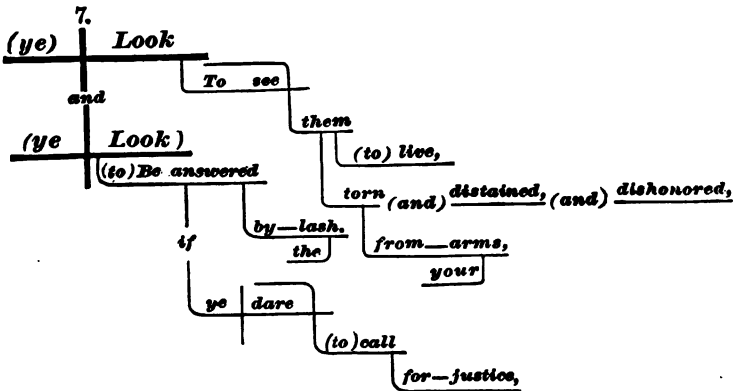 7.
(ye) Look
To see
and
them
(ye Look)
(to) live,
(to) Be answered
torn (and) distained, (and) dishonored,
by—lash.
if
the
from—arms,
your
ye dare
(to) call
for—justice,